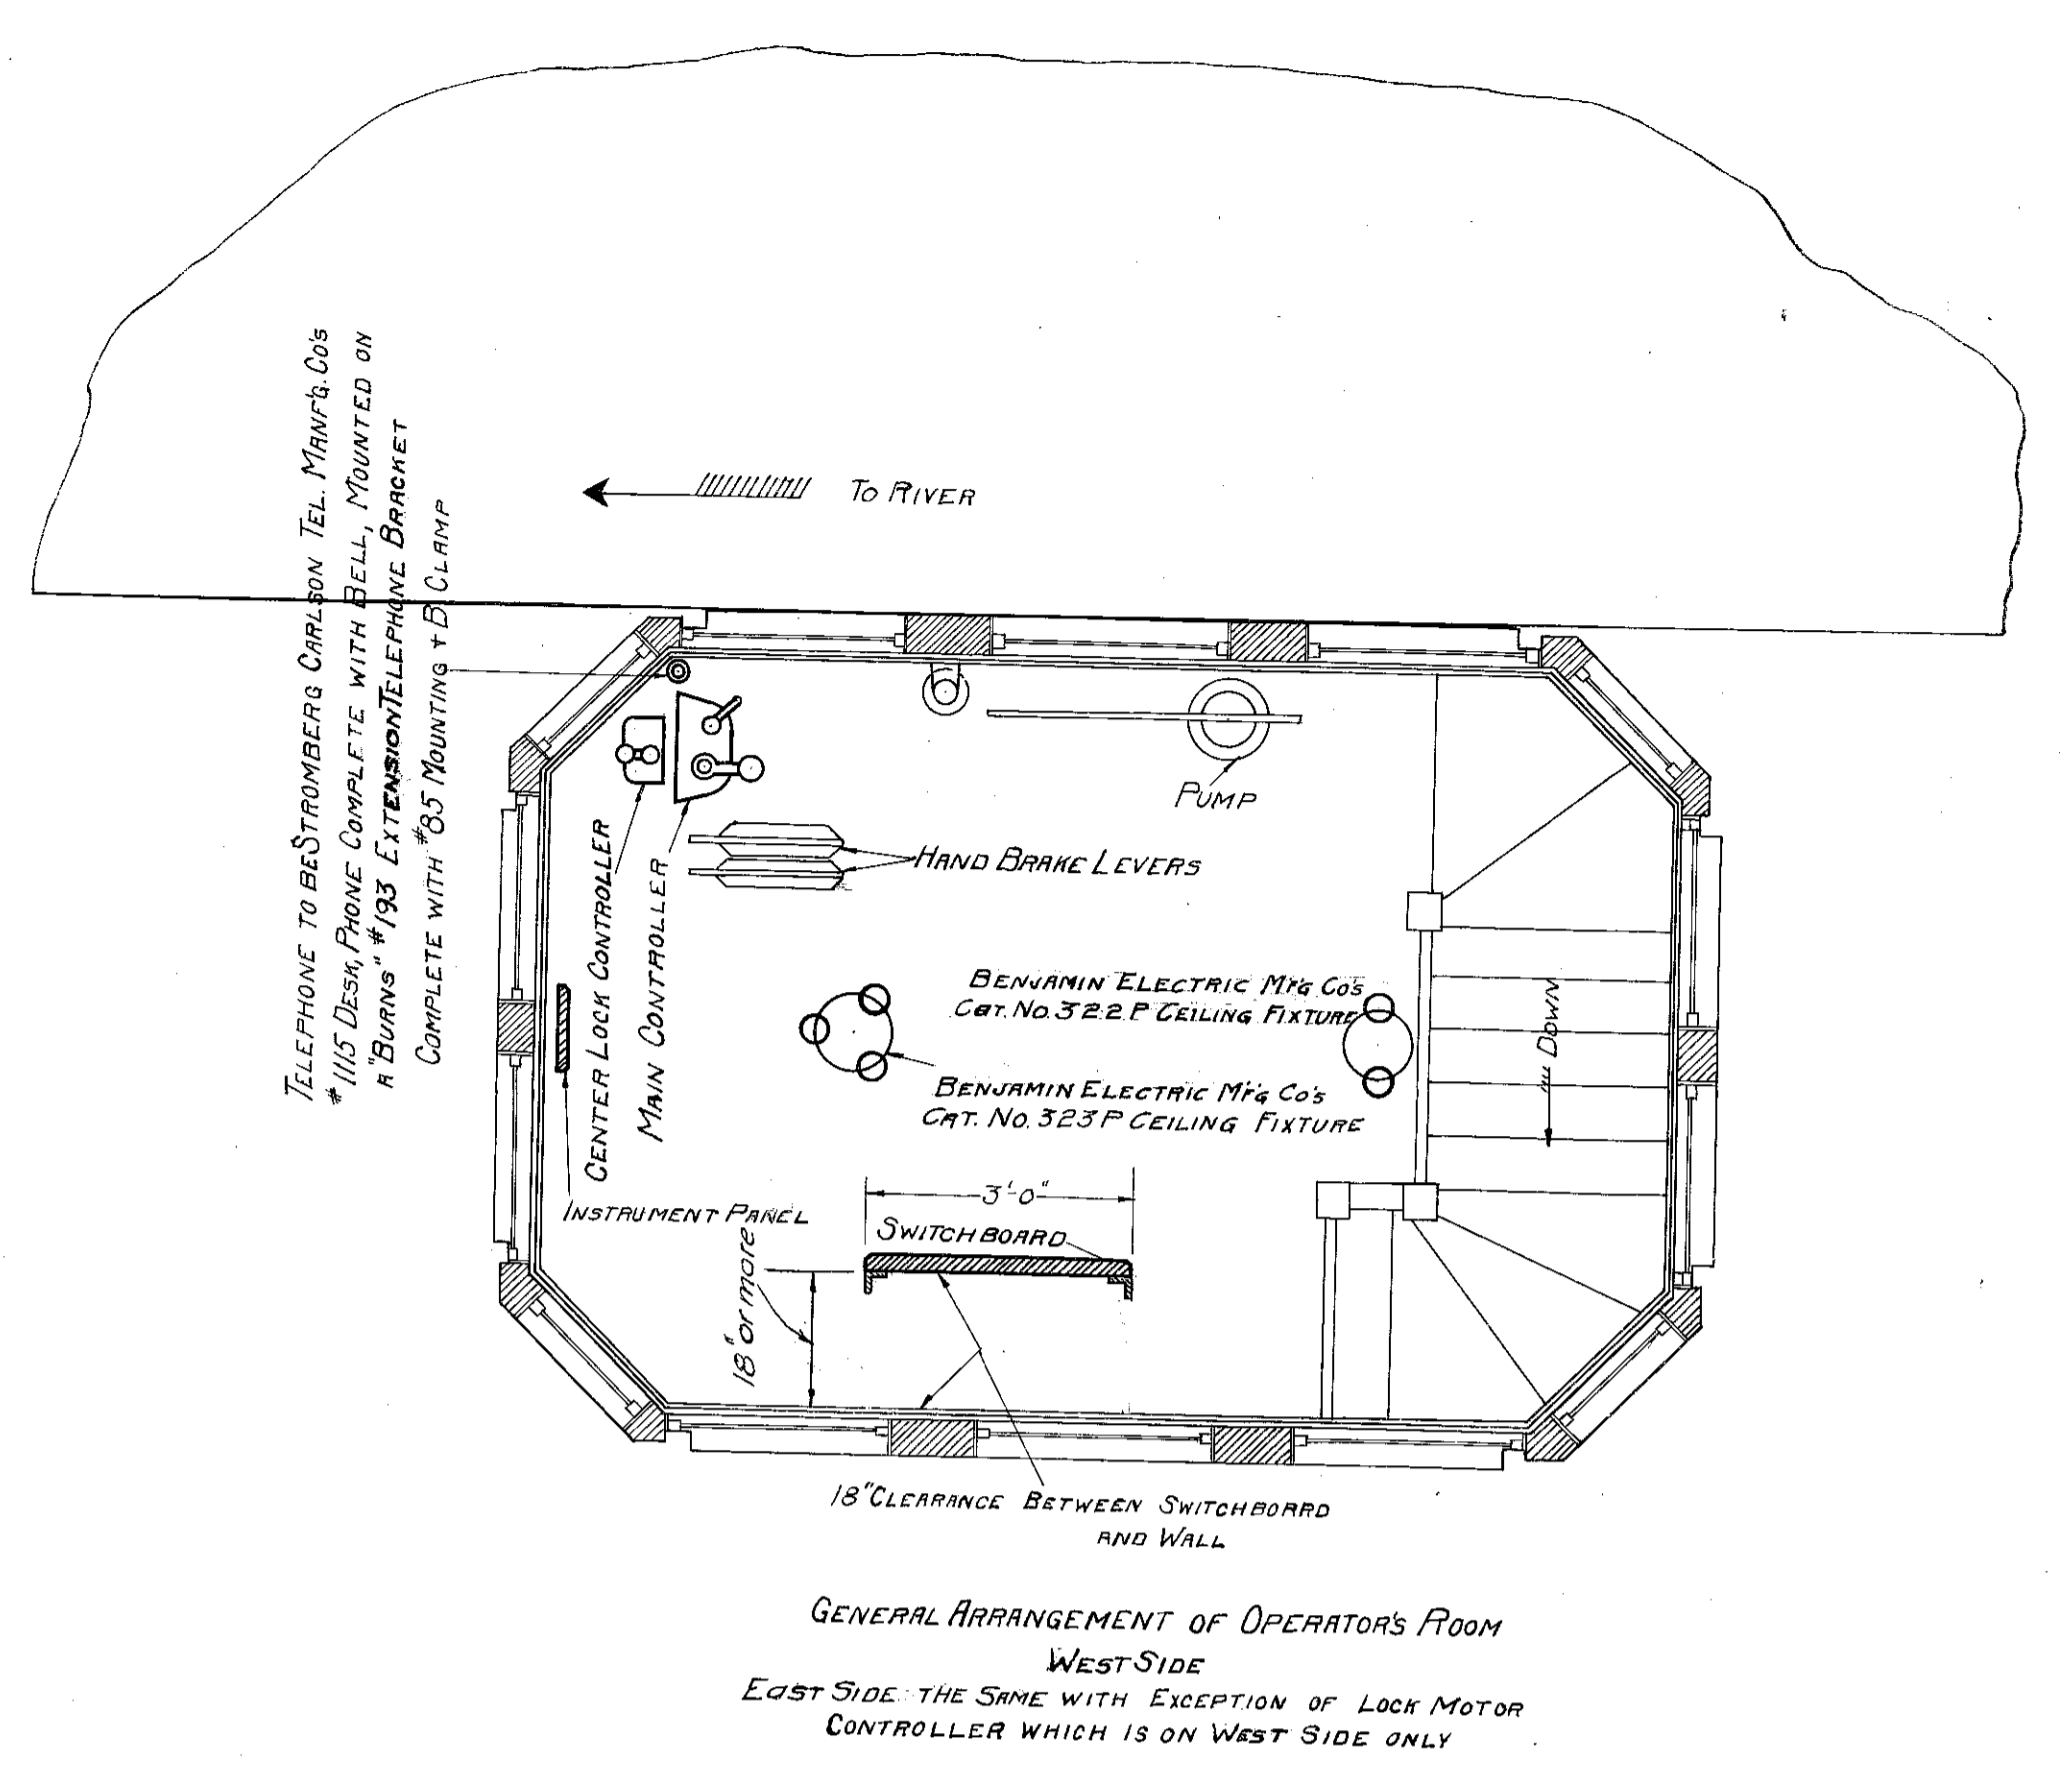 TELEPHONE TO BE STROMBERG CARLSON TEL. MANF'G. CO'S
#1115 DESK, PHONE COMPLETE WITH BELL, MOUNTED ON
A "BURNS" #193 EXTENSION TELEPHONE BRACKET
COMPLETE WITH #85 MOUNTING + B CLAMP
TO RIVER
PUMP
HAND BRAKE LEVERS
CENTER LOCK CONTROLLER
MAIN CONTROLLER
BENJAMIN ELECTRIC M'F'G CO'S
CAT. NO. 322 P CEILING FIXTURE
DOWN
BENJAMIN ELECTRIC M'F'G CO'S
CAT. NO. 323 P CEILING FIXTURE
INSTRUMENT PANEL
3'-0"
SWITCHBOARD
18" or more
18" CLEARANCE BETWEEN SWITCHBOARD
AND WALL
GENERAL ARRANGEMENT OF OPERATOR'S ROOM
WEST SIDE
EAST SIDE THE SAME WITH EXCEPTION OF LOCK MOTOR
CONTROLLER WHICH IS ON WEST SIDE ONLY